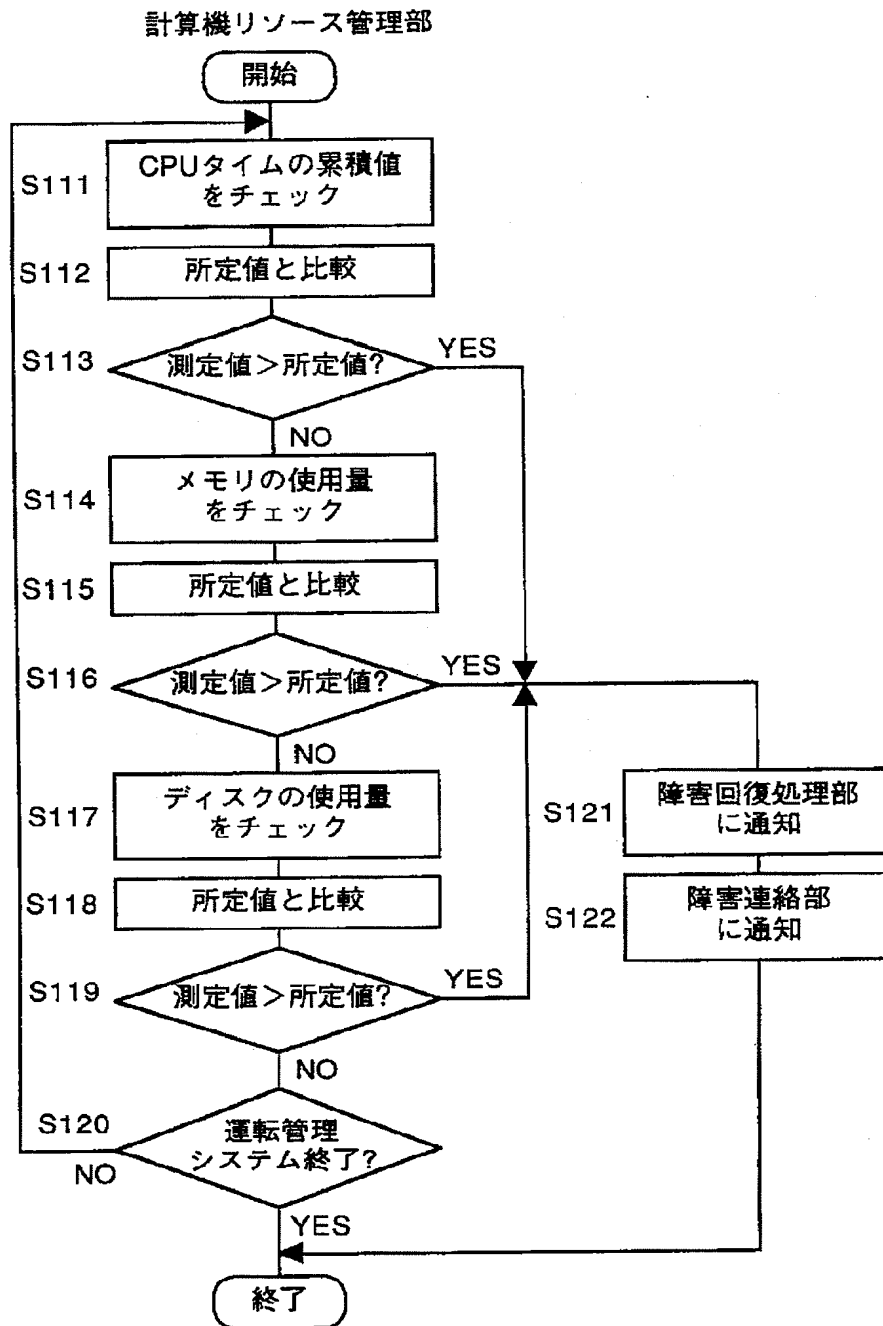 計算機リソース管理部
開始
S111
CPUタイムの累積値
をチェック
S112
所定値と比較
S113
測定値>所定値?
YES
NO
S114
メモリの使用量
をチェック
S115
所定値と比較
S116
測定値>所定値?
YES
NO
S117
ディスクの使用量
をチェック
S121
障害回復処理部
に通知
S118
所定値と比較
S122
障害連絡部
に通知
S119
測定値>所定値?
YES
NO
S120
運転管理
システム終了?
NO
YES
終了